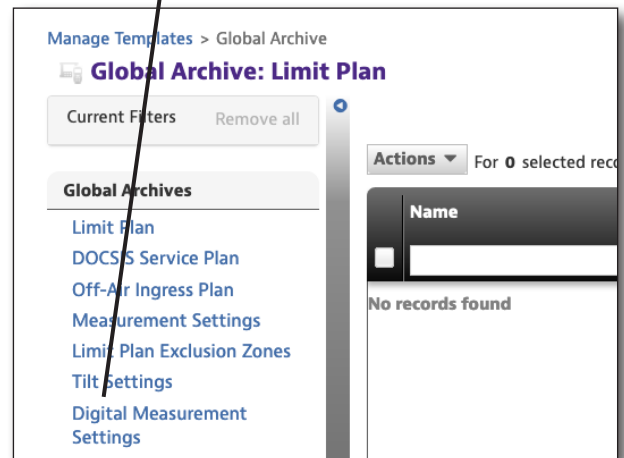 Manage Templates > Global Archive
Global Archive: Limit Plan
Current Filters Remove all
Actions For 0 selected
Global Archives
Name
Limit Plan
DOCSIS Service Plan
Off-Air Ingress Plan
No records found
Measurement Settings
Limit Plan Exclusion Zones
Tilt Settings
Digital Measurement
Settings